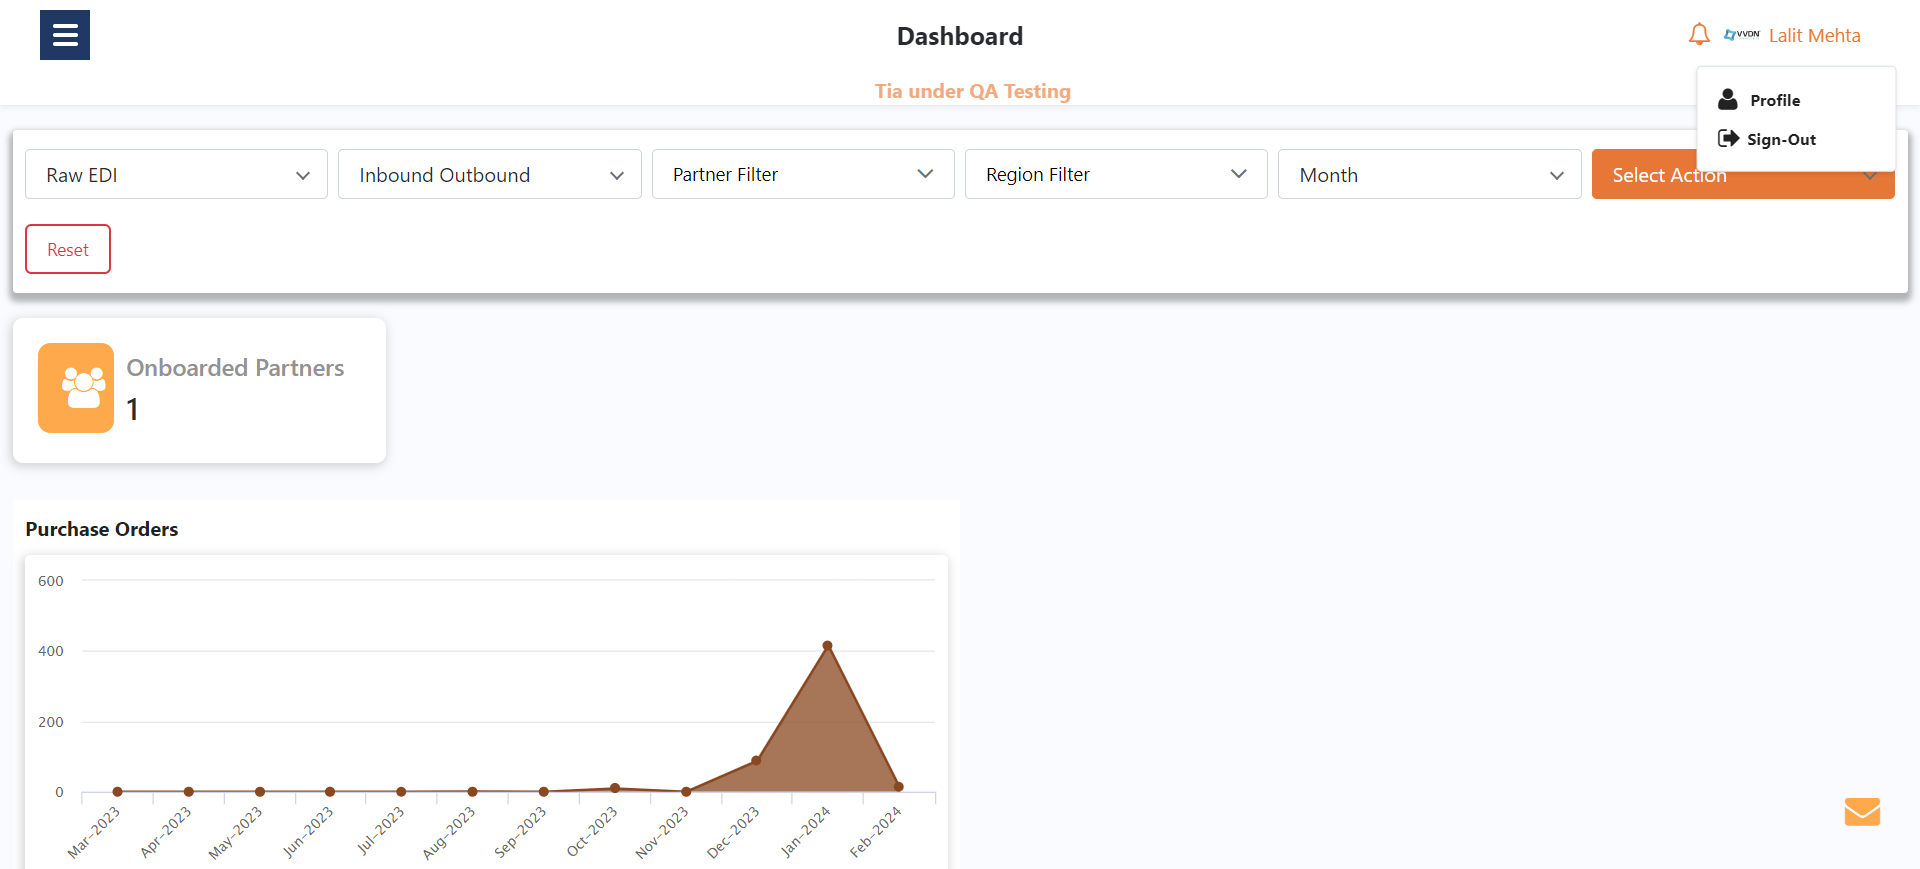 Dashboard
VVDN Lalit Mehta
Tia under QA Testing
Profile
Sign-Out
Raw EDI
Inbound Outbound
Partner Filter
Region Filter
Month
Select Action
Reset
Onboarded Partners
1
Purchase Orders
600
400
200
0
Mar-2023
Apr-2023
May-2023
Jun-2023
Jul-2023
Aug-2023
Sep-2023
Oct-2023
Nov-2023
Dec-2023
Jan-2024
Feb-2024